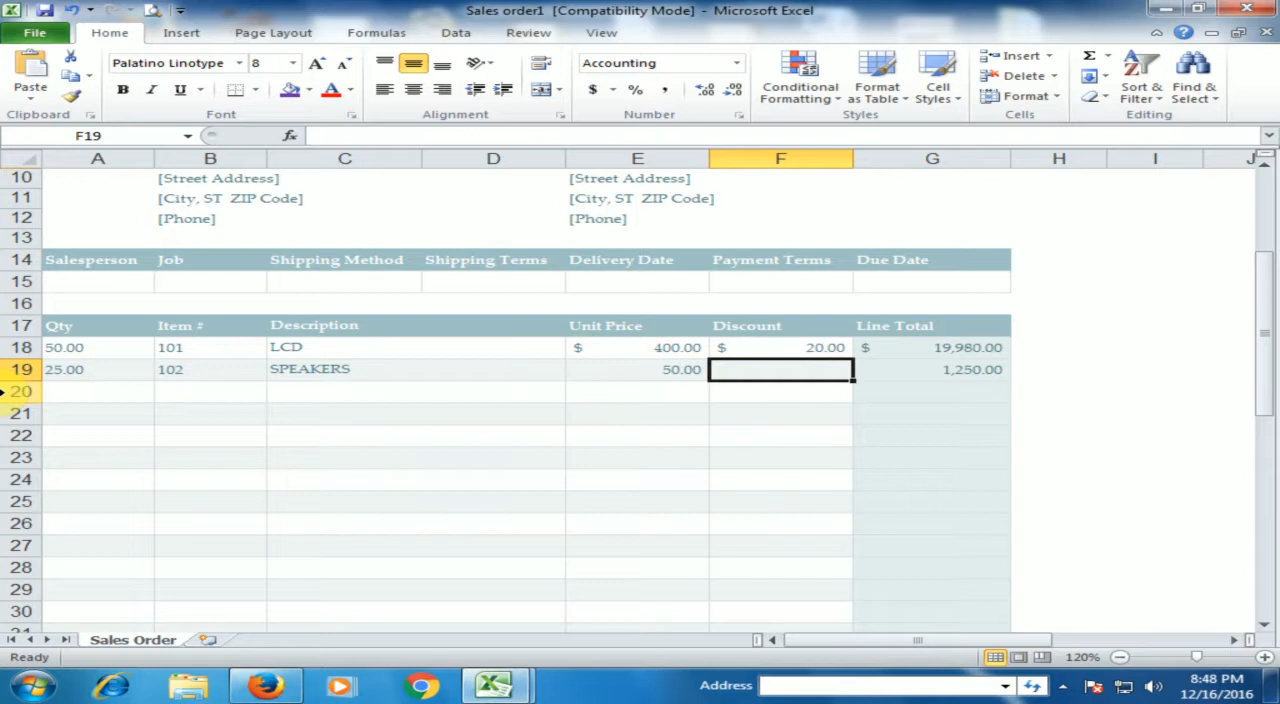 Sales order1 [Compatibility Mode] - Microsoft Excel
File Home Insert Page Layout Formulas Data Review View
Paste
Palatino Linotype 8
B I U
Accounting
$ % ,
Conditional Formatting
Format as Table
Cell Styles
Insert
Delete
Format
Σ
Sort & Filter
Find & Select
Clipboard Font Alignment Number Styles Cells Editing
F19 fx
A B C D E F G H I J
10 [Street Address] [Street Address]
11 [City, ST ZIP Code] [City, ST ZIP Code]
12 [Phone] [Phone]
13
14 Salesperson Job Shipping Method Shipping Terms Delivery Date Payment Terms Due Date
15
16
17 Qty Item # Description Unit Price Discount Line Total
18 50.00 101 LCD $ 400.00 $ 20.00 $ 19,980.00
19 25.00 102 SPEAKERS 50.00 1,250.00
20
21
22
23
24
25
26
27
28
29
30
31
Sales Order
Ready 120%
Address
8:48 PM
12/16/2016